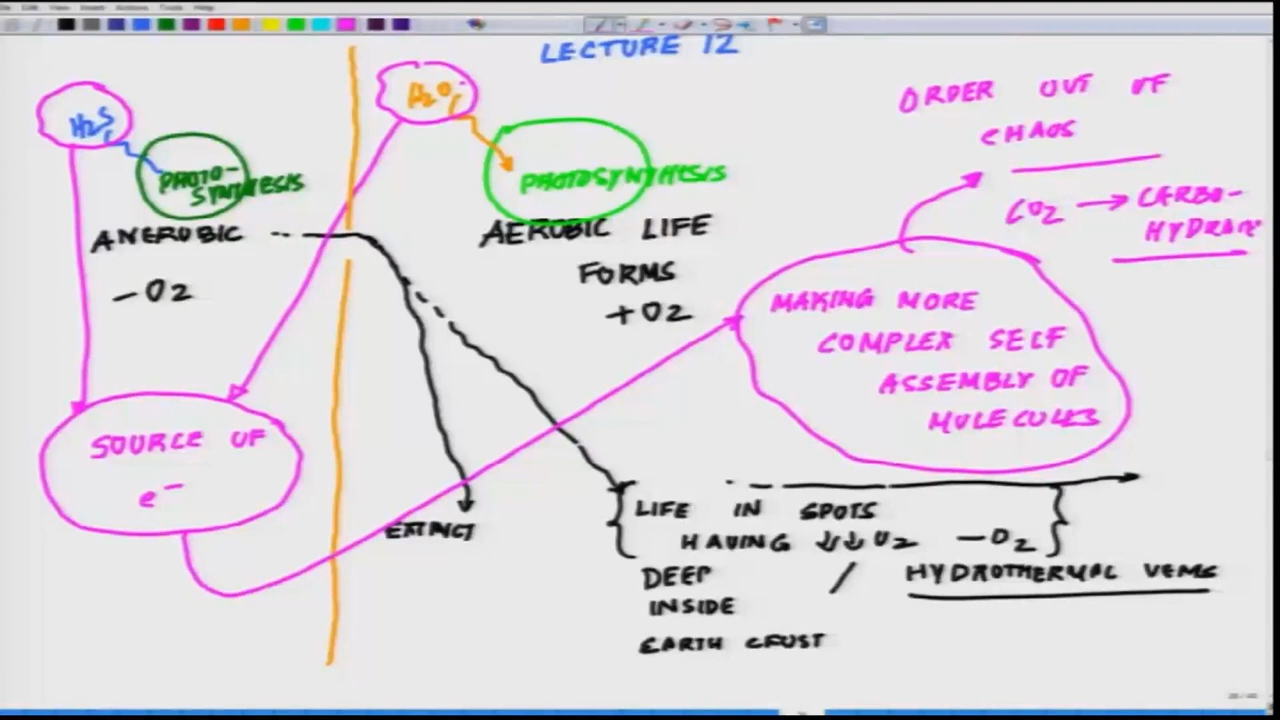 LECTURE 12
H2S
PHOTO-
SYNTHESIS
ANEROBIC
-O2
H2O
PHOTOSYNTHESIS
AEROBIC LIFE
FORMS
+O2
ORDER OUT OF
CHAOS
CO2 → CARBO-
HYDRATE
MAKING MORE
COMPLEX SELF
ASSEMBLY OF
MOLECULES
SOURCE OF
e-
EXTINCT
LIFE IN SPOTS
HAVING ↓↓O2 -O2
DEEP / HYDROTHERMAL VENTS
INSIDE
EARTH CRUST